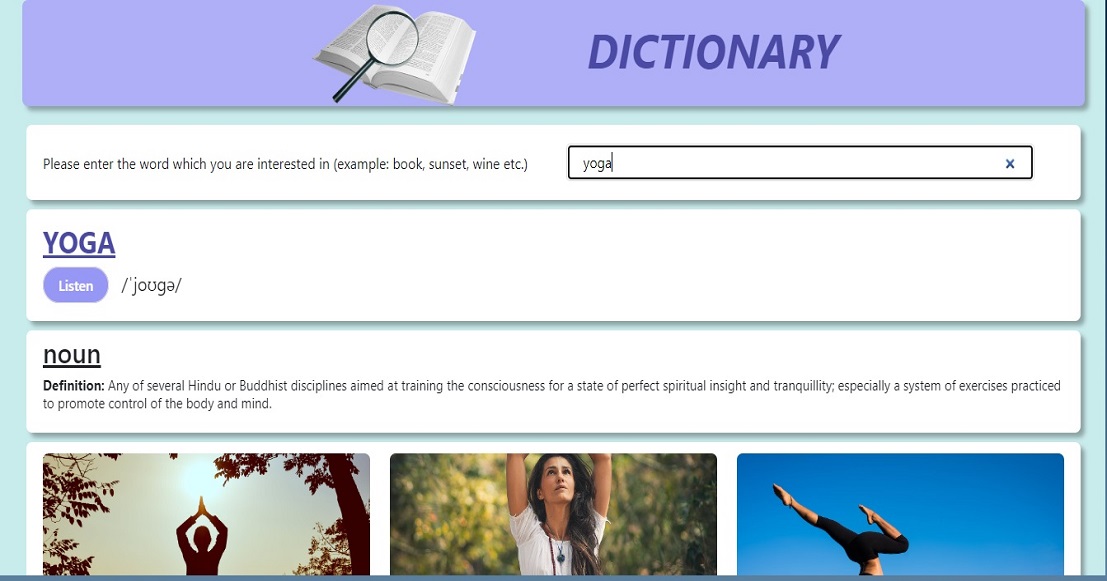 DICTIONARY
Please enter the word which you are interested in (example: book, sunset, wine etc.)
yoga
YOGA
Listen
/ˈjoʊɡə/
noun
Definition: Any of several Hindu or Buddhist disciplines aimed at training the consciousness for a state of perfect spiritual insight and tranquillity; especially a system of exercises practiced
to promote control of the body and mind.